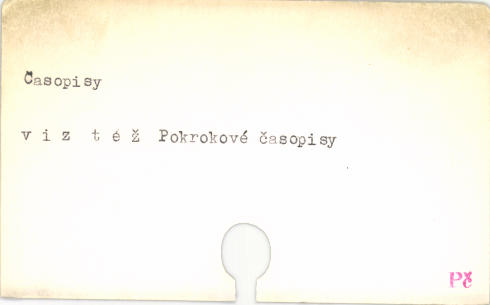 Časopisy
v i z t é ž Pokrokové časopisy
Pč